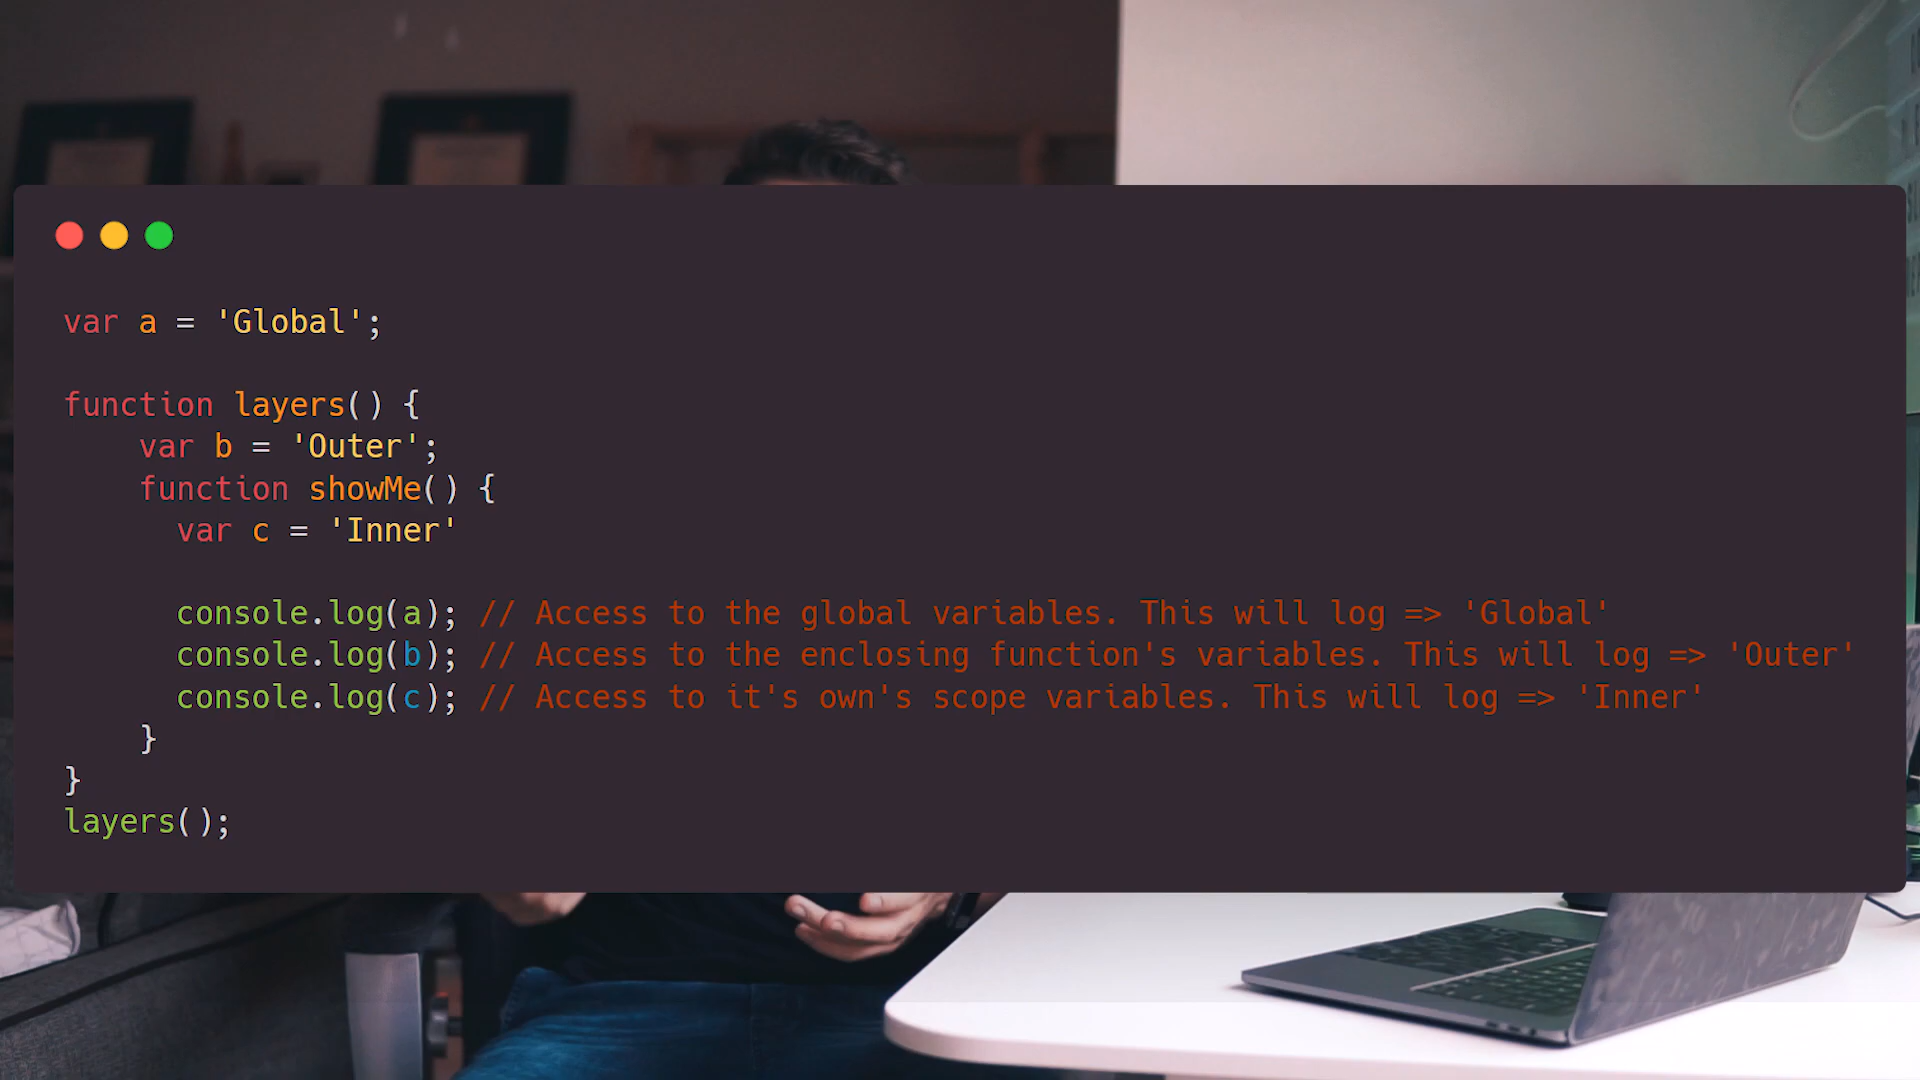 var a = 'Global';
function layers() {
var b = 'Outer';
function showMe() {
var c = 'Inner'
console.log(a); // Access to the global variables. This will log => 'Global'
console.log(b); // Access to the enclosing function's variables. This will log => 'Outer'
console.log(c); // Access to it's own's scope variables. This will log => 'Inner'
}
}
layers();